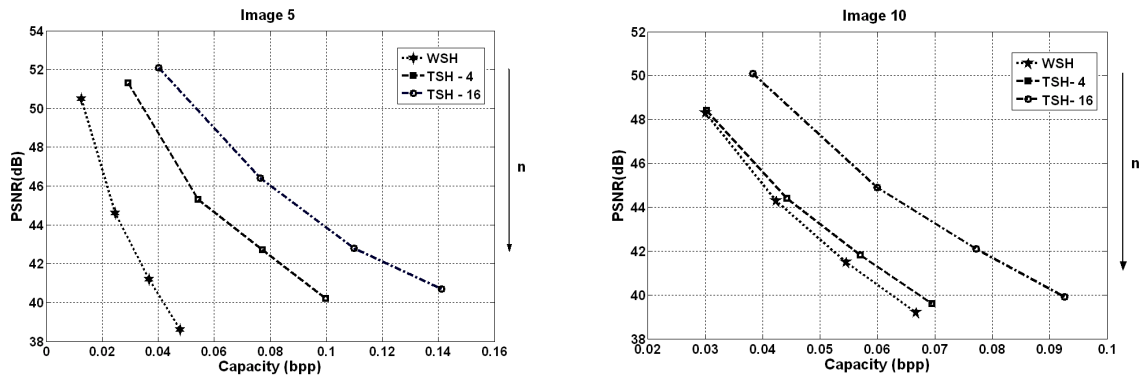 Image 5
54
52
50
48
46
44
42
40
38
PSNR(dB)
0 0.02 0.04 0.06 0.08 0.1 0.12 0.14 0.16
Capacity (bpp)
WSH
TSH - 4
TSH - 16
n
Image 10
52
50
48
46
44
42
40
38
PSNR(dB)
0.02 0.03 0.04 0.05 0.06 0.07 0.08 0.09 0.1
Capacity (bpp)
WSH
TSH- 4
TSH- 16
n